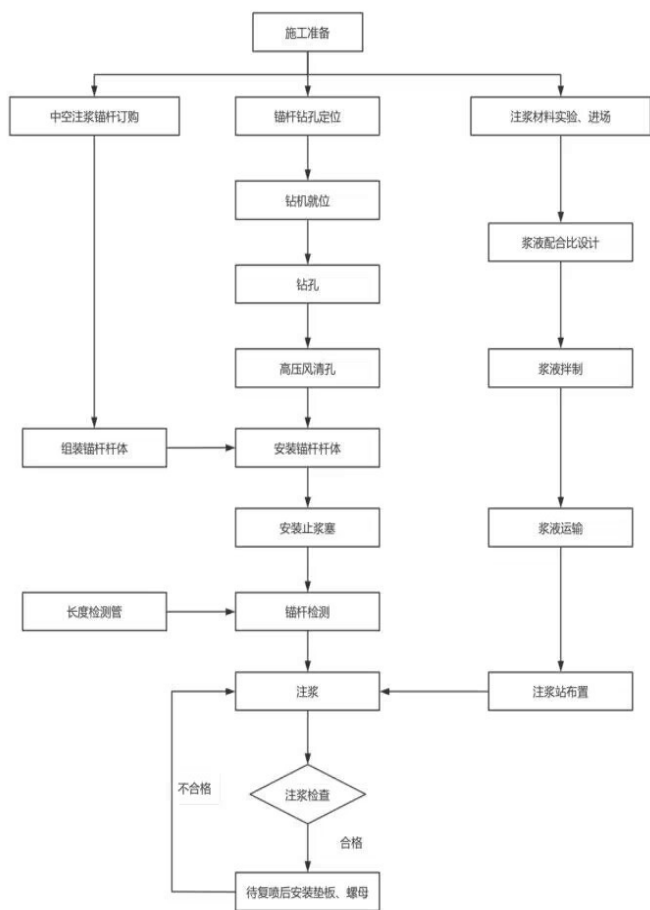 施工准备
中空注浆锚杆订购
锚杆钻孔定位
注浆材料实验、进场
钻机就位
浆液配合比设计
钻孔
高压风清孔
浆液拌制
组装锚杆杆体
安装锚杆杆体
安装止浆塞
浆液运输
长度检测管
锚杆检测
注浆
注浆站布置
不合格
注浆检查
合格
待复喷后安装垫板、螺母